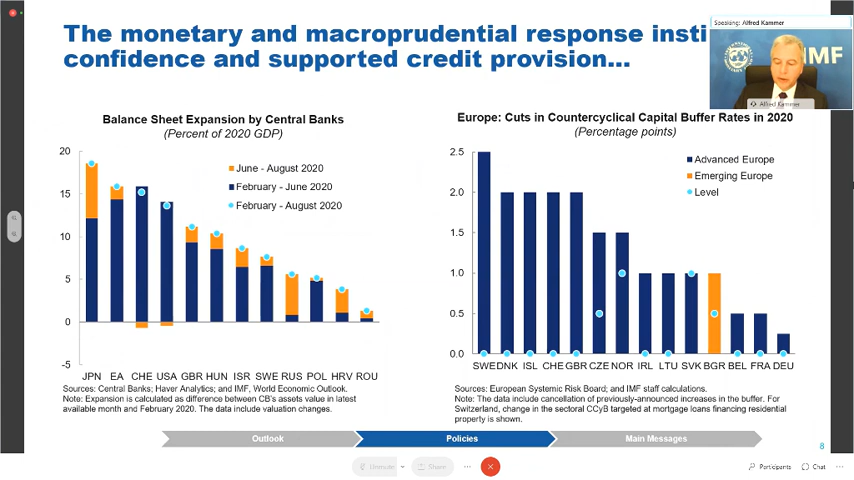 The monetary and macroprudential response insti
confidence and supported credit provision...
Speaking: Alfred Kammer
IMF
Alfred Kammer
Balance Sheet Expansion by Central Banks
(Percent of 2020 GDP)
20
15
10
5
0
-5
June - August 2020
February - June 2020
February - August 2020
JPN EA CHE USA GBR HUN ISR SWE RUS POL HRV ROU
Sources: Central Banks; Haver Analytics; and IMF, World Economic Outlook.
Note: Expansion is calculated as difference between CB's assets value in latest
available month and February 2020. The data include valuation changes.
Europe: Cuts in Countercyclical Capital Buffer Rates in 2020
(Percentage points)
2.5
2.0
1.5
1.0
0.5
0.0
Advanced Europe
Emerging Europe
Level
SWE DNK ISL CHE GBR CZE NOR IRL LTU SVK BGR BEL FRA DEU
Sources: European Systemic Risk Board; and IMF staff calculations.
Note: The data include cancellation of previously-announced increases in the buffer. For
Switzerland, change in the sectoral CCyB targeted at mortgage loans financing residential
property is shown.
Outlook
Policies
Main Messages
8
Unmute
Share
Participants
Chat